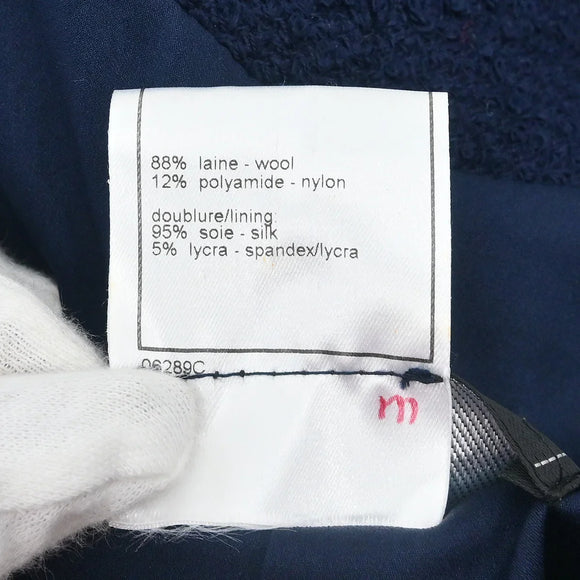 88% laine - wool
12% polyamide - nylon
doublure/lining:
95% soie - silk
5% lycra - spandex/lycra
06289C
m